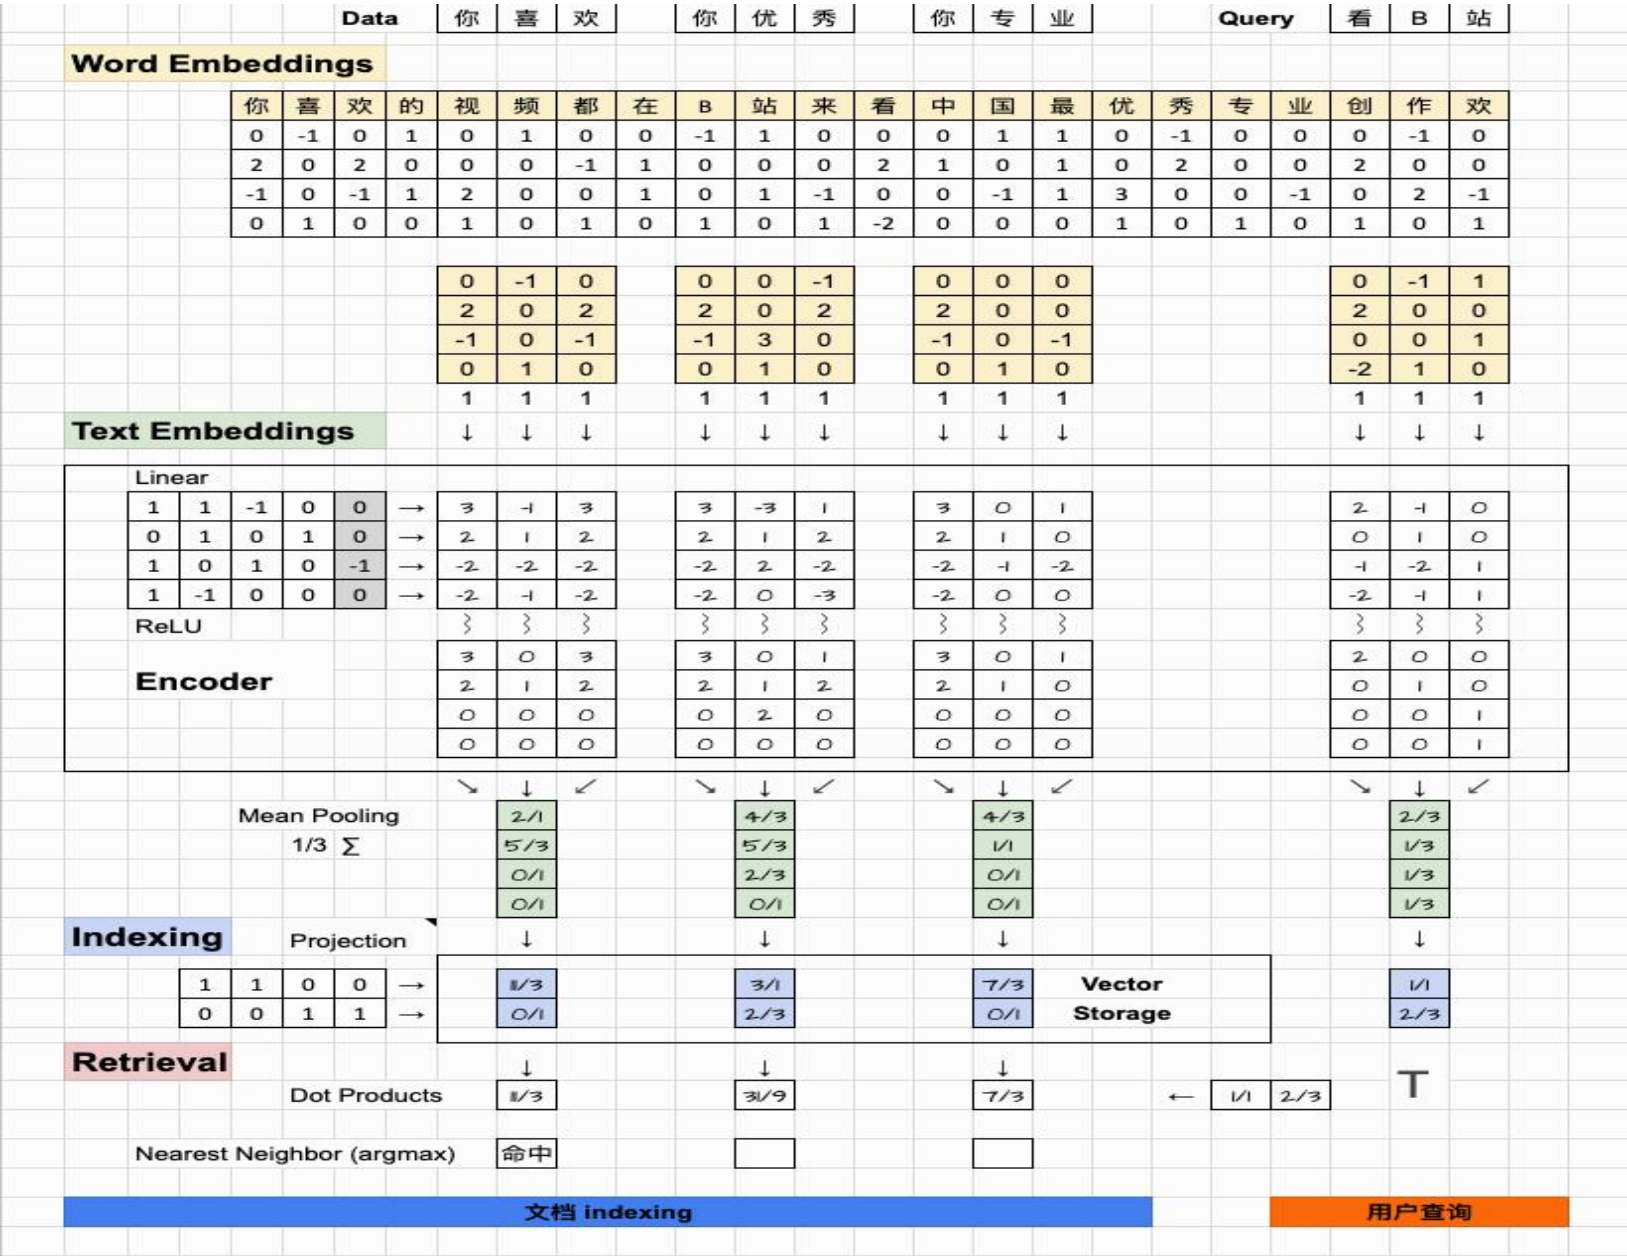 Data 你 喜 欢 你 优 秀 你 专 业 Query 看 B 站
Word Embeddings
你 喜 欢 的 视 频 都 在 B 站 来 看 中 国 最 优 秀 专 业 创 作 欢
0 -1 0 1 0 1 0 0 -1 1 0 0 0 1 1 0 -1 0 0 0 -1 0
2 0 2 0 0 0 -1 1 0 0 0 2 1 0 1 0 2 0 0 2 0 0
-1 0 -1 1 2 0 0 1 0 1 -1 0 0 -1 1 3 0 0 -1 0 2 -1
0 1 0 0 1 0 1 0 1 0 1 -2 0 0 0 1 0 1 0 1 0 1
0 -1 0 0 0 -1 0 0 0 0 -1 1
2 0 2 2 0 2 2 0 0 2 0 0
-1 0 -1 -1 3 0 -1 0 -1 0 0 1
0 1 0 0 1 0 0 1 0 -2 1 0
1 1 1 1 1 1 1 1 1 1 1 1
Text Embeddings ↓ ↓ ↓ ↓ ↓ ↓ ↓ ↓ ↓ ↓ ↓ ↓
Linear
1 1 -1 0 0 → 3 -1 3 3 -3 1 3 0 1 2 -1 0
0 1 0 1 0 → 2 1 2 2 1 2 2 1 0 0 1 0
1 0 1 0 -1 → -2 -2 -2 -2 2 -2 -2 -1 -2 -1 -2 1
1 -1 0 0 0 → -2 -1 -2 -2 0 -3 -2 0 0 -2 -1 1
ReLU
3 0 3 3 0 1 3 0 1 2 0 0
Encoder 2 1 2 2 1 2 2 1 0 0 1 0
0 0 0 0 2 0 0 0 0 0 0 1
0 0 0 0 0 0 0 0 0 0 0 1
↘ ↓ ↙ ↘ ↓ ↙ ↘ ↓ ↙ ↘ ↓ ↙
Mean Pooling 2/1 4/3 4/3 2/3
1/3 Σ 5/3 5/3 1/1 1/3
0/1 2/3 0/1 1/3
0/1 0/1 0/1 1/3
Indexing Projection ↓ ↓ ↓ ↓
1 1 0 0 → 11/3 3/1 7/3 Vector 1/1
0 0 1 1 → 0/1 2/3 0/1 Storage 2/3
Retrieval ↓ ↓ ↓ T
Dot Products 11/3 31/9 7/3 ← 1/1 2/3
Nearest Neighbor (argmax) 命中
文档 indexing 用户查询